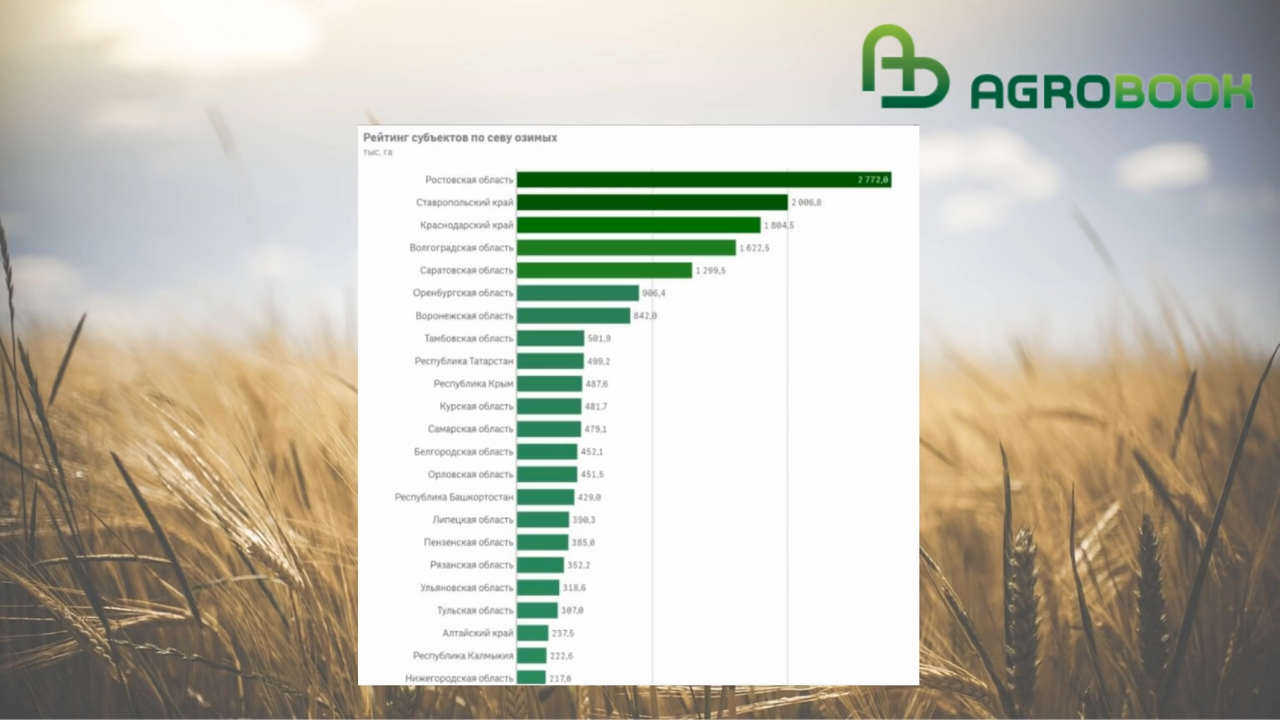 AGROBOOK
Рейтинг субъектов по севу озимых
тыс. га
Ростовская область 2 772,0
Ставропольский край 2 006,8
Краснодарский край 1 804,5
Волгоградская область 1 622,5
Саратовская область 1 299,5
Оренбургская область 906,4
Воронежская область 842,0
Тамбовская область 501,9
Республика Татарстан 499,2
Республика Крым 487,6
Курская область 481,7
Самарская область 479,1
Белгородская область 452,1
Орловская область 451,5
Республика Башкортостан 429,0
Липецкая область 390,3
Пензенская область 385,0
Рязанская область 352,2
Ульяновская область 318,6
Тульская область 307,0
Алтайский край 237,5
Республика Калмыкия 222,6
Нижегородская область 217,6